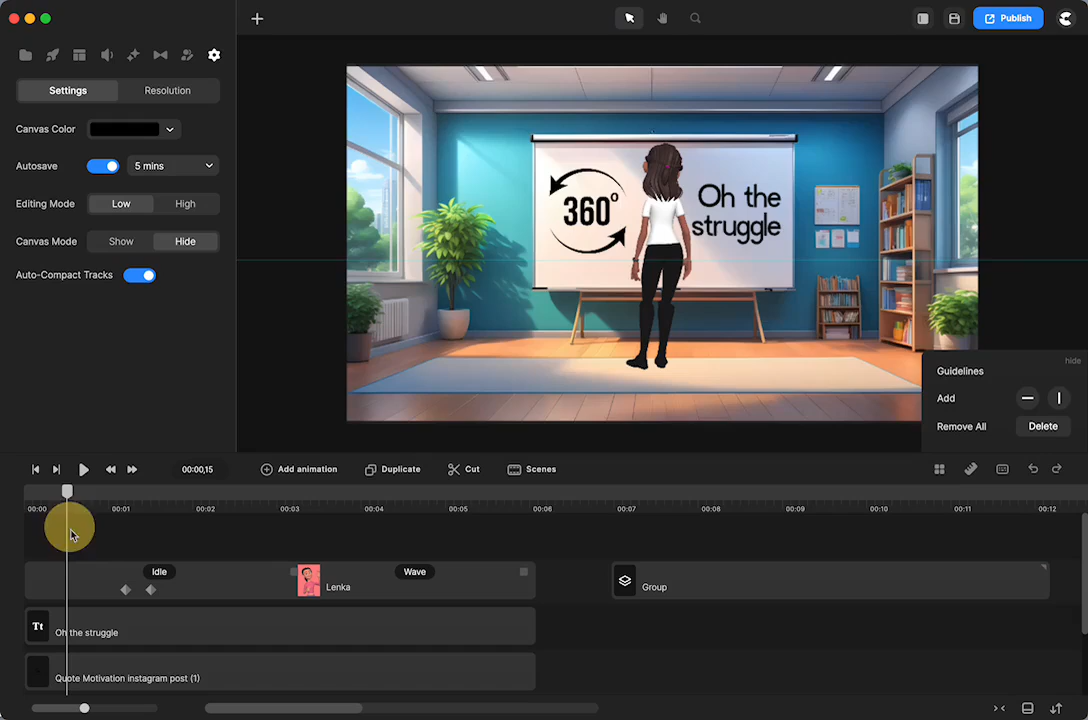 Publish
Settings
Resolution
Canvas Color
Autosave
5 mins
Editing Mode
Low
High
Canvas Mode
Show
Hide
Auto-Compact Tracks
360°
Oh the
struggle
hide
Guidelines
Add
Remove All
Delete
00:00,15
Add animation
Duplicate
Cut
Scenes
00:00
00:01
00:02
00:03
00:04
00:05
00:06
00:07
00:08
00:09
00:10
00:11
00:12
Idle
Wave
Lenka
Group
Tt
Oh the struggle
Quote Motivation instagram post (1)